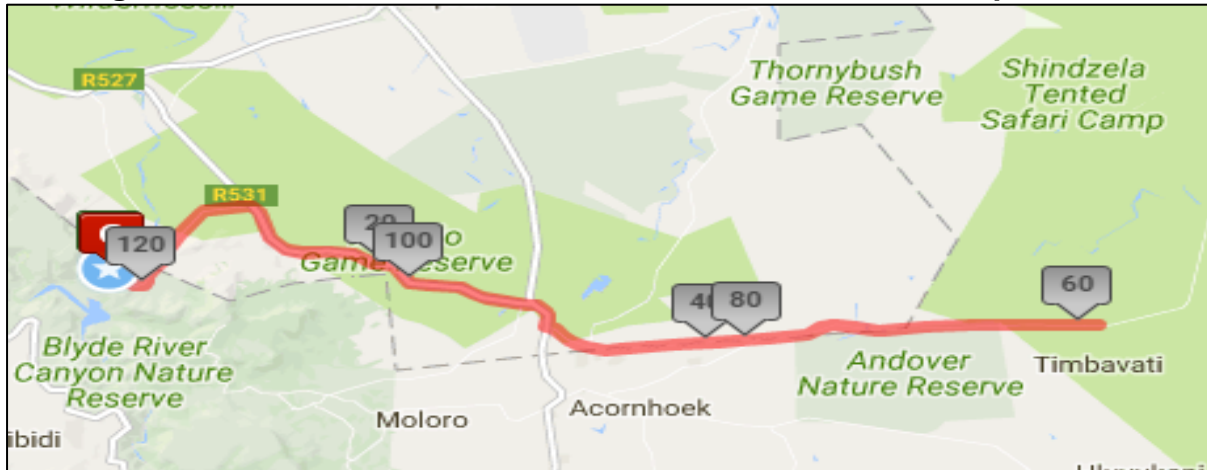 R527
Thornybush
Game Reserve
Shindzela
Tented
Safari Camp
R531
120
20
100
Game Reserve
40
80
60
Blyde River
Canyon Nature
Reserve
Andover
Nature Reserve
Timbavati
Moloro
Acornhoek
ibidi